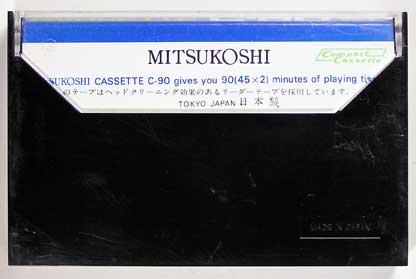 MITSUKOSHI
Compact
Cassette
SUKOSHI CASSETTE C-90 gives you 90(45×2) minutes of playing
のテープはヘッドクリーニング効果のあるリーダーテープを採用しています。
TOKYO JAPAN 日本製
MADE IN JAPAN